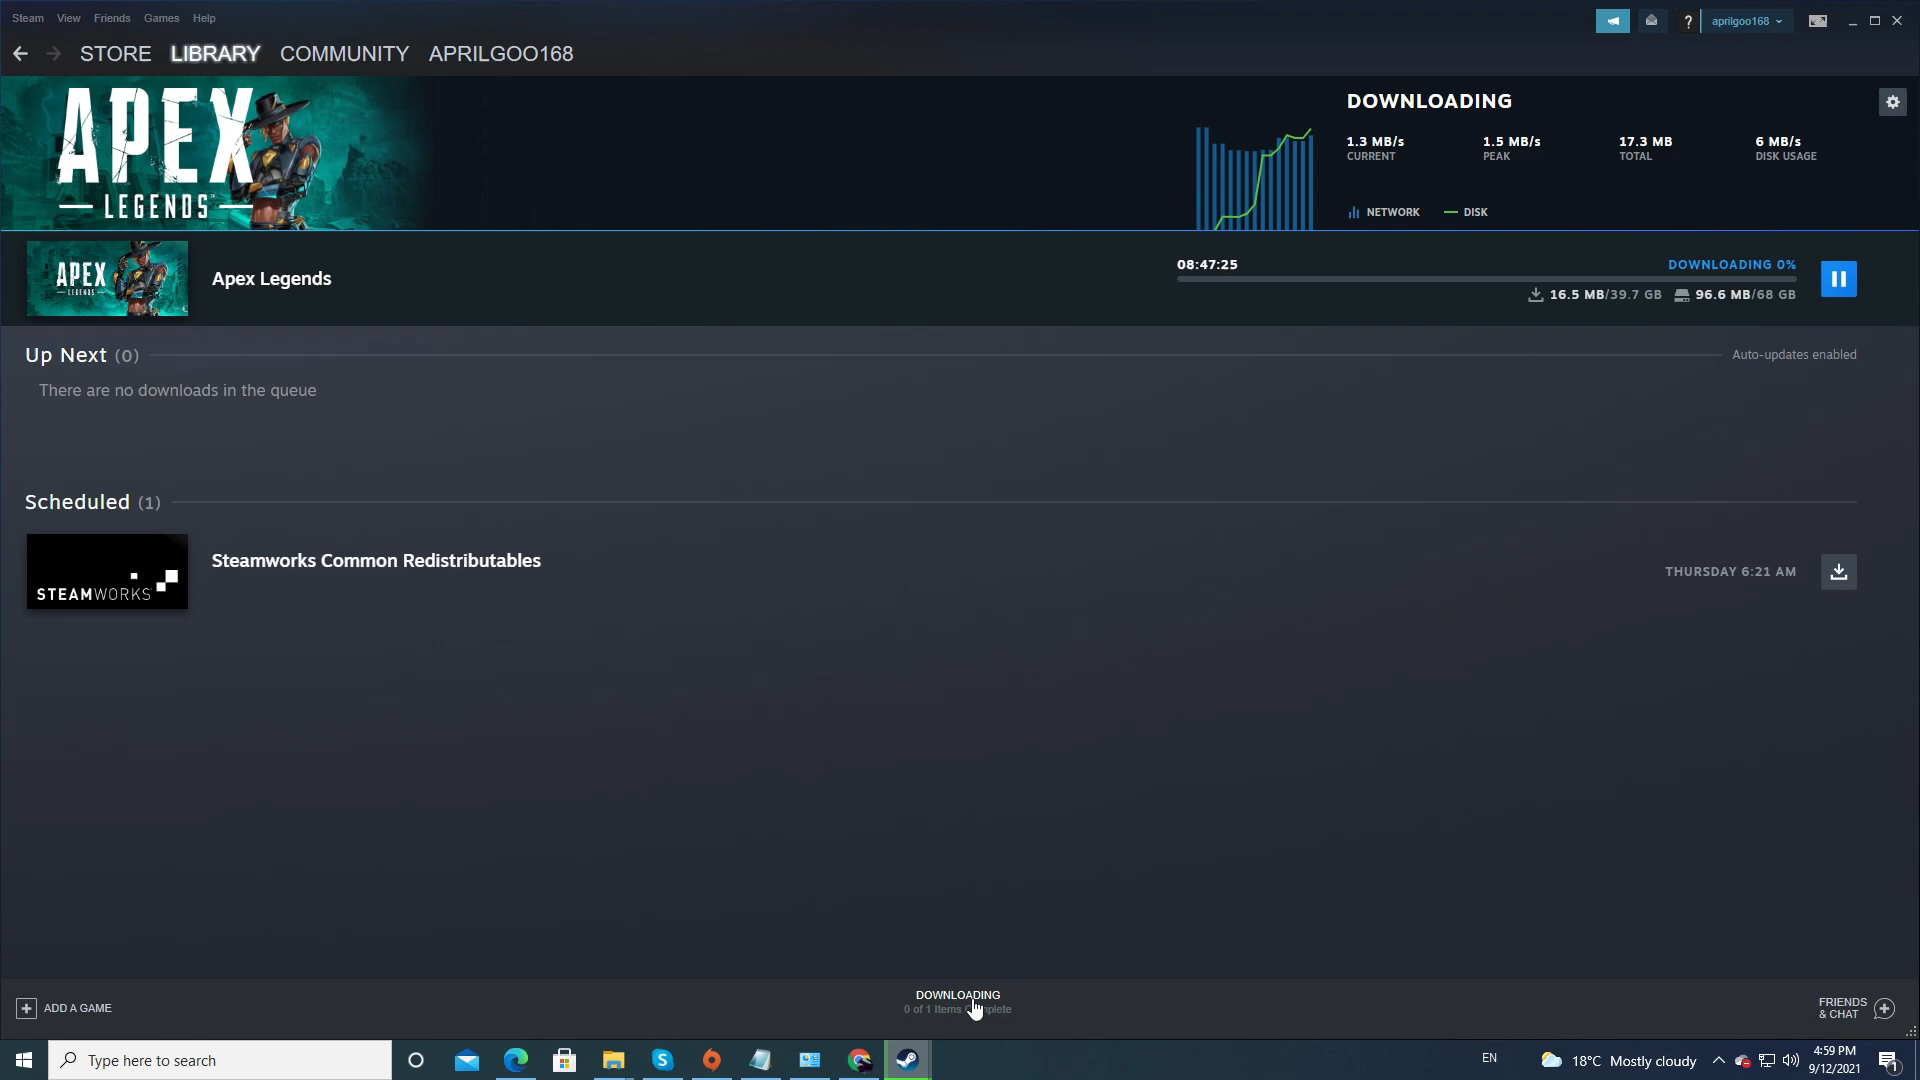 Steam View Friends Games Help
? aprilgoo168
STORE LIBRARY COMMUNITY APRILGOO168
APEX
LEGENDS
DOWNLOADING
1.3 MB/s 1.5 MB/s 17.3 MB 6 MB/s
CURRENT PEAK TOTAL DISK USAGE
NETWORK DISK
APEX
LEGENDS
Apex Legends
08:47:25 DOWNLOADING 0%
16.5 MB/39.7 GB 96.6 MB/68 GB
Up Next (0) Auto-updates enabled
There are no downloads in the queue
Scheduled (1)
STEAMWORKS
Steamworks Common Redistributables
THURSDAY 6:21 AM
ADD A GAME
DOWNLOADING
0 of 1 Items
FRIENDS
& CHAT
Type here to search
EN
18°C Mostly cloudy
4:59 PM
9/12/2021
1